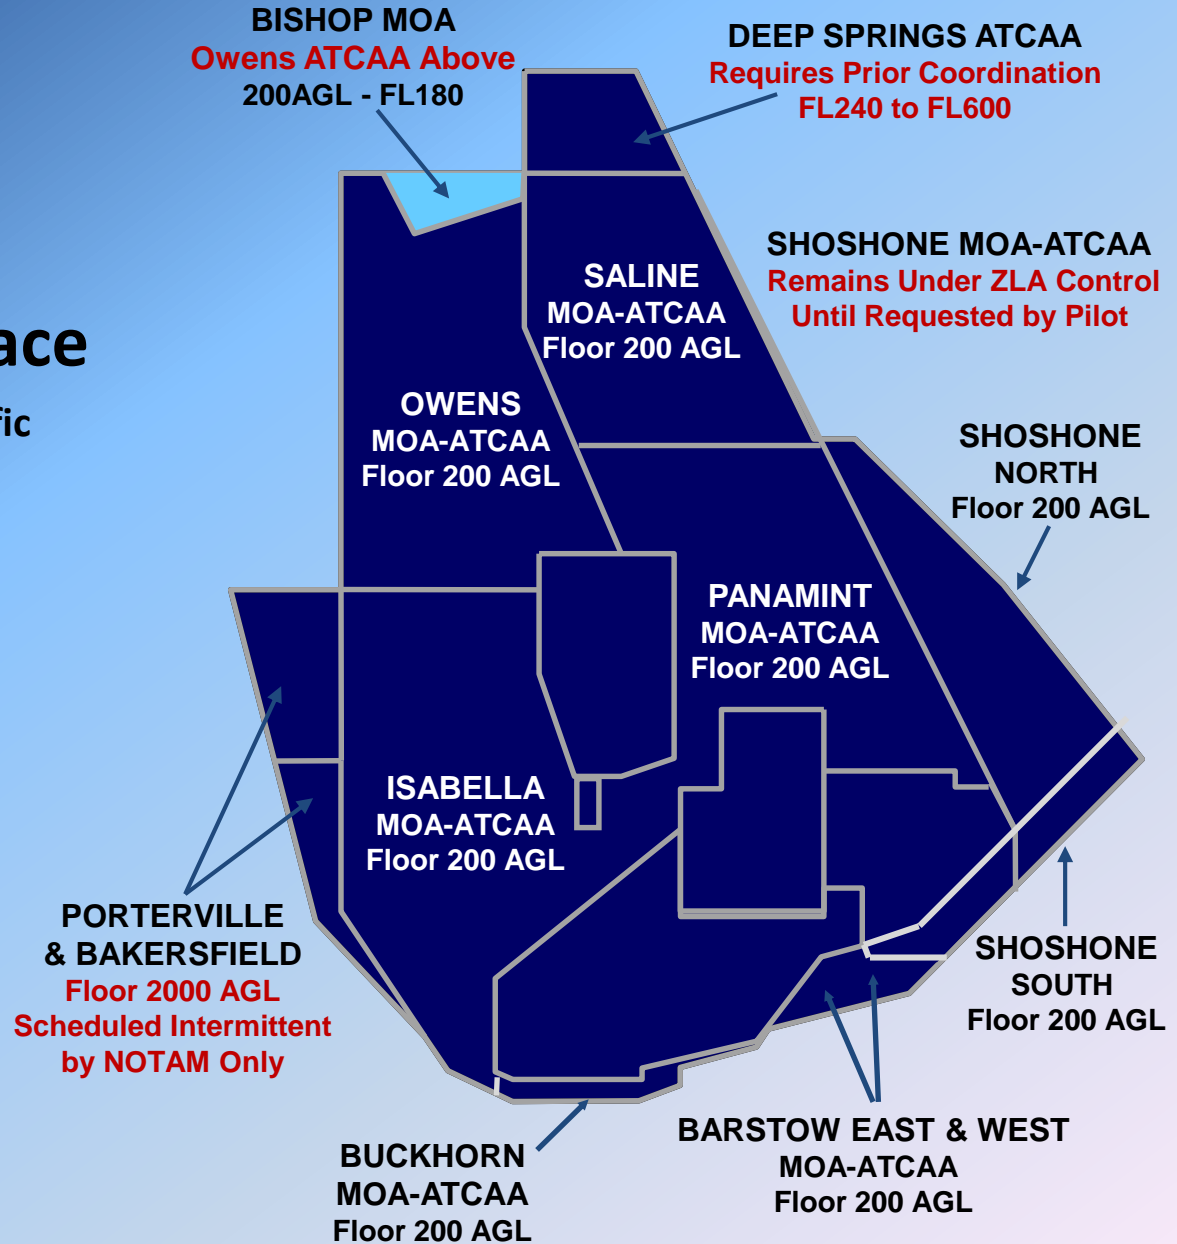 BISHOP MOA
Owens ATCAA Above
200AGL - FL180
DEEP SPRINGS ATCAA
Requires Prior Coordination
FL240 to FL600
SHOSHONE MOA-ATCAA
Remains Under ZLA Control
Until Requested by Pilot
SALINE
MOA-ATCAA
Floor 200 AGL
ace
fic
OWENS
MOA-ATCAA
Floor 200 AGL
SHOSHONE
NORTH
Floor 200 AGL
PANAMINT
MOA-ATCAA
Floor 200 AGL
ISABELLA
MOA-ATCAA
Floor 200 AGL
PORTERVILLE
& BAKERSFIELD
Floor 2000 AGL
Scheduled Intermittent
by NOTAM Only
SHOSHONE
SOUTH
Floor 200 AGL
BUCKHORN
MOA-ATCAA
Floor 200 AGL
BARSTOW EAST & WEST
MOA-ATCAA
Floor 200 AGL